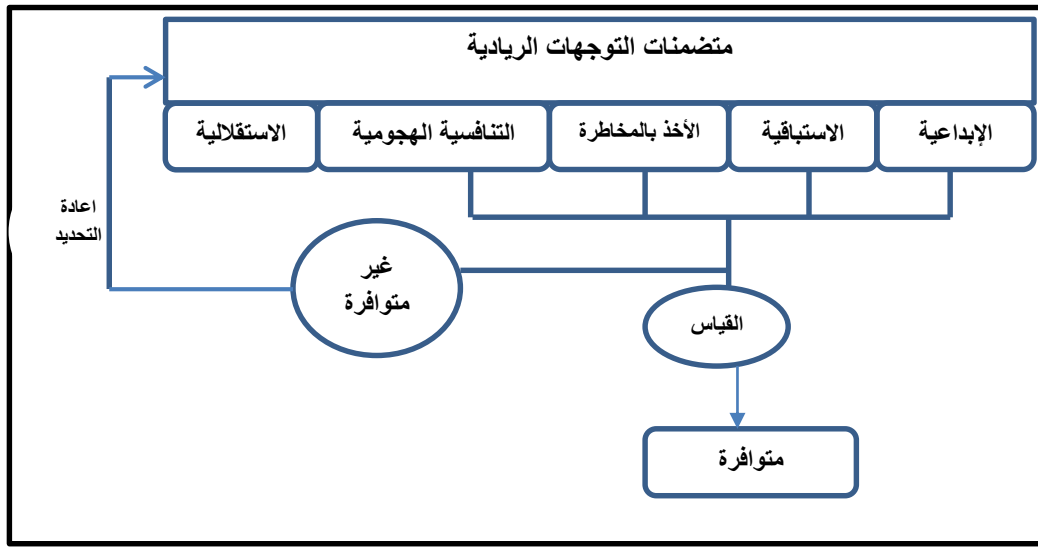 متضمنات التوجهات الريادية
الإبداعية
الاستباقية
الأخذ بالمخاطرة
التنافسية الهجومية
الاستقلالية
اعادة
التحديد
غير
متوافرة
القياس
متوافرة